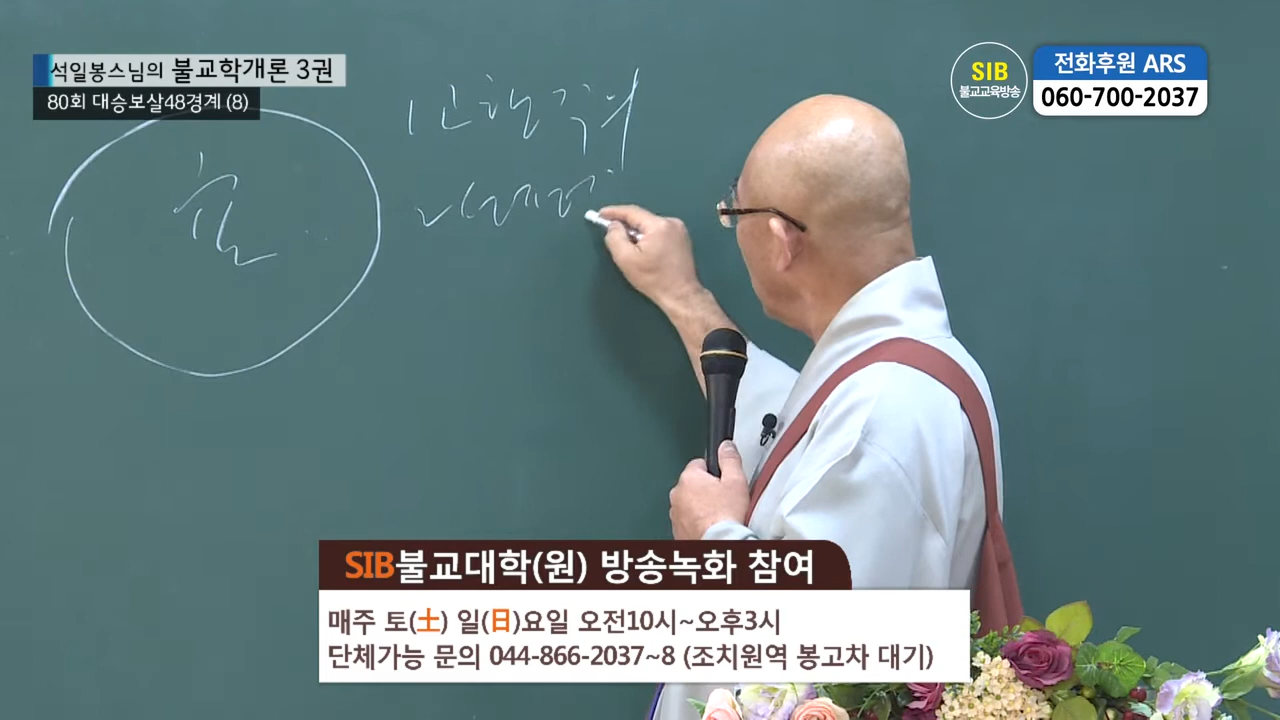 석일봉스님의 불교학개론 3권
80회 대승보살48경계 (8)
SIB
불교교육방송
전화후원 ARS
060-700-2037
SIB불교대학(원) 방송녹화 참여
매주 토(土) 일(日)요일 오전10시~오후3시
단체가능 문의 044-866-2037~8 (조치원역 봉고차 대기)